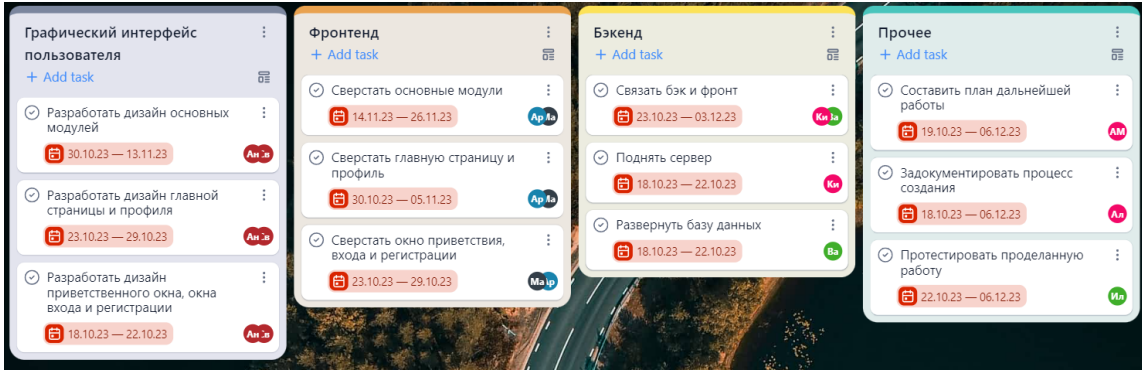 Графический интерфейс
пользователя
+ Add task
Разработать дизайн основных
модулей
30.10.23 — 13.11.23
Ан
Разработать дизайн главной
страницы и профиля
23.10.23 — 29.10.23
Ан
Разработать дизайн
приветственного окна, окна
входа и регистрации
18.10.23 — 22.10.23
Ан
Фронтенд
+ Add task
Сверстать основные модули
14.11.23 — 26.11.23
Ар
Сверстать главную страницу и
профиль
30.10.23 — 05.11.23
Ар
Сверстать окно приветствия,
входа и регистрации
23.10.23 — 29.10.23
Ма
Бэкенд
+ Add task
Связать бэк и фронт
23.10.23 — 03.12.23
Ки
Поднять сервер
18.10.23 — 22.10.23
Ки
Развернуть базу данных
18.10.23 — 22.10.23
Ва
Прочее
+ Add task
Составить план дальнейшей
работы
19.10.23 — 06.12.23
АМ
Задокументировать процесс
создания
18.10.23 — 06.12.23
Ал
Протестировать проделанную
работу
22.10.23 — 06.12.23
Ил